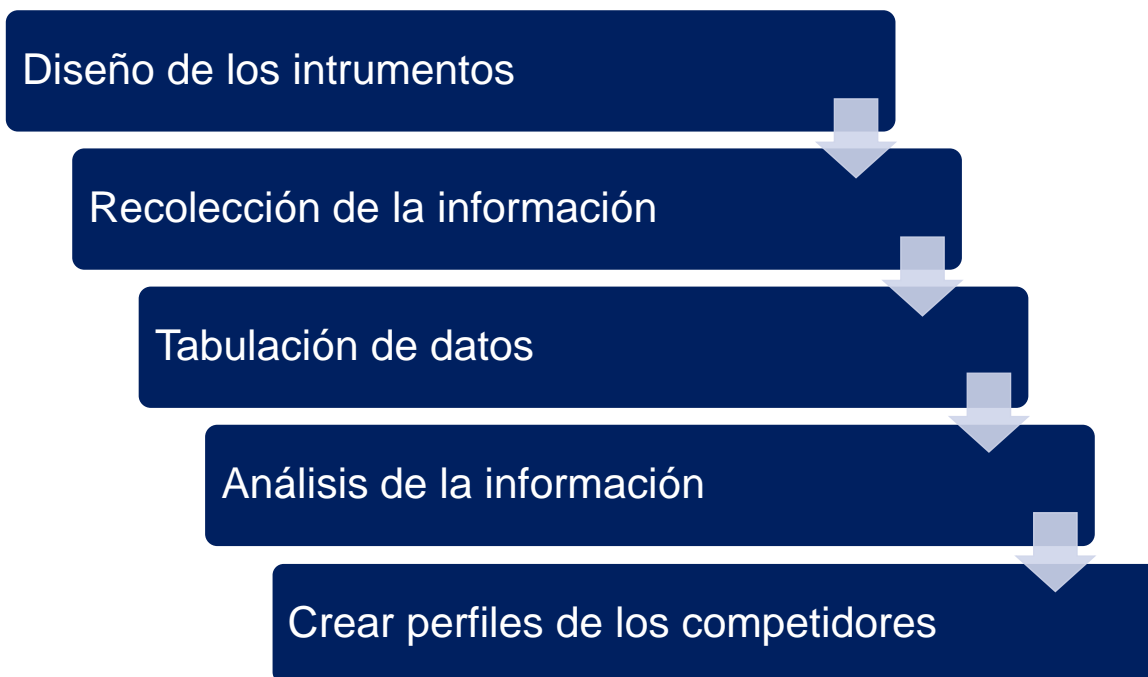 Diseño de los intrumentos
Recolección de la información
Tabulación de datos
Análisis de la información
Crear perfiles de los competidores